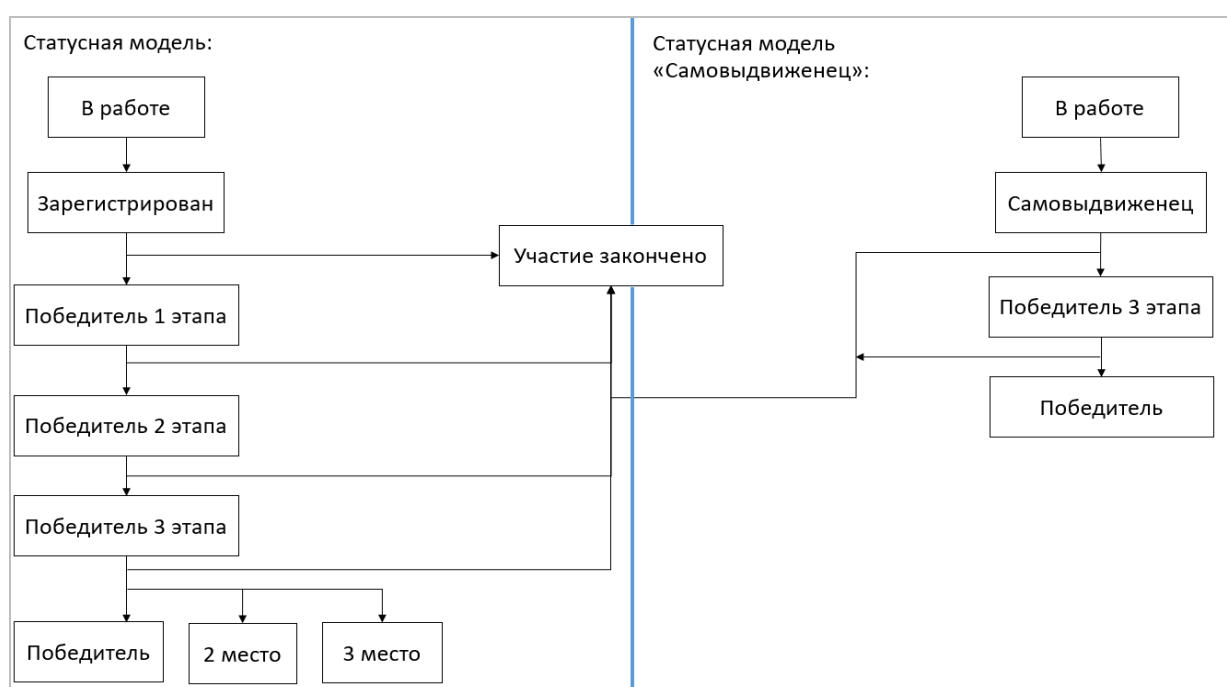 Статусная модель:
В работе
Зарегистрирован
Участие закончено
Победитель 1 этапа
Победитель 2 этапа
Победитель 3 этапа
Победитель
2 место
3 место
Статусная модель
«Самовыдвиженец»:
В работе
Самовыдвиженец
Победитель 3 этапа
Победитель